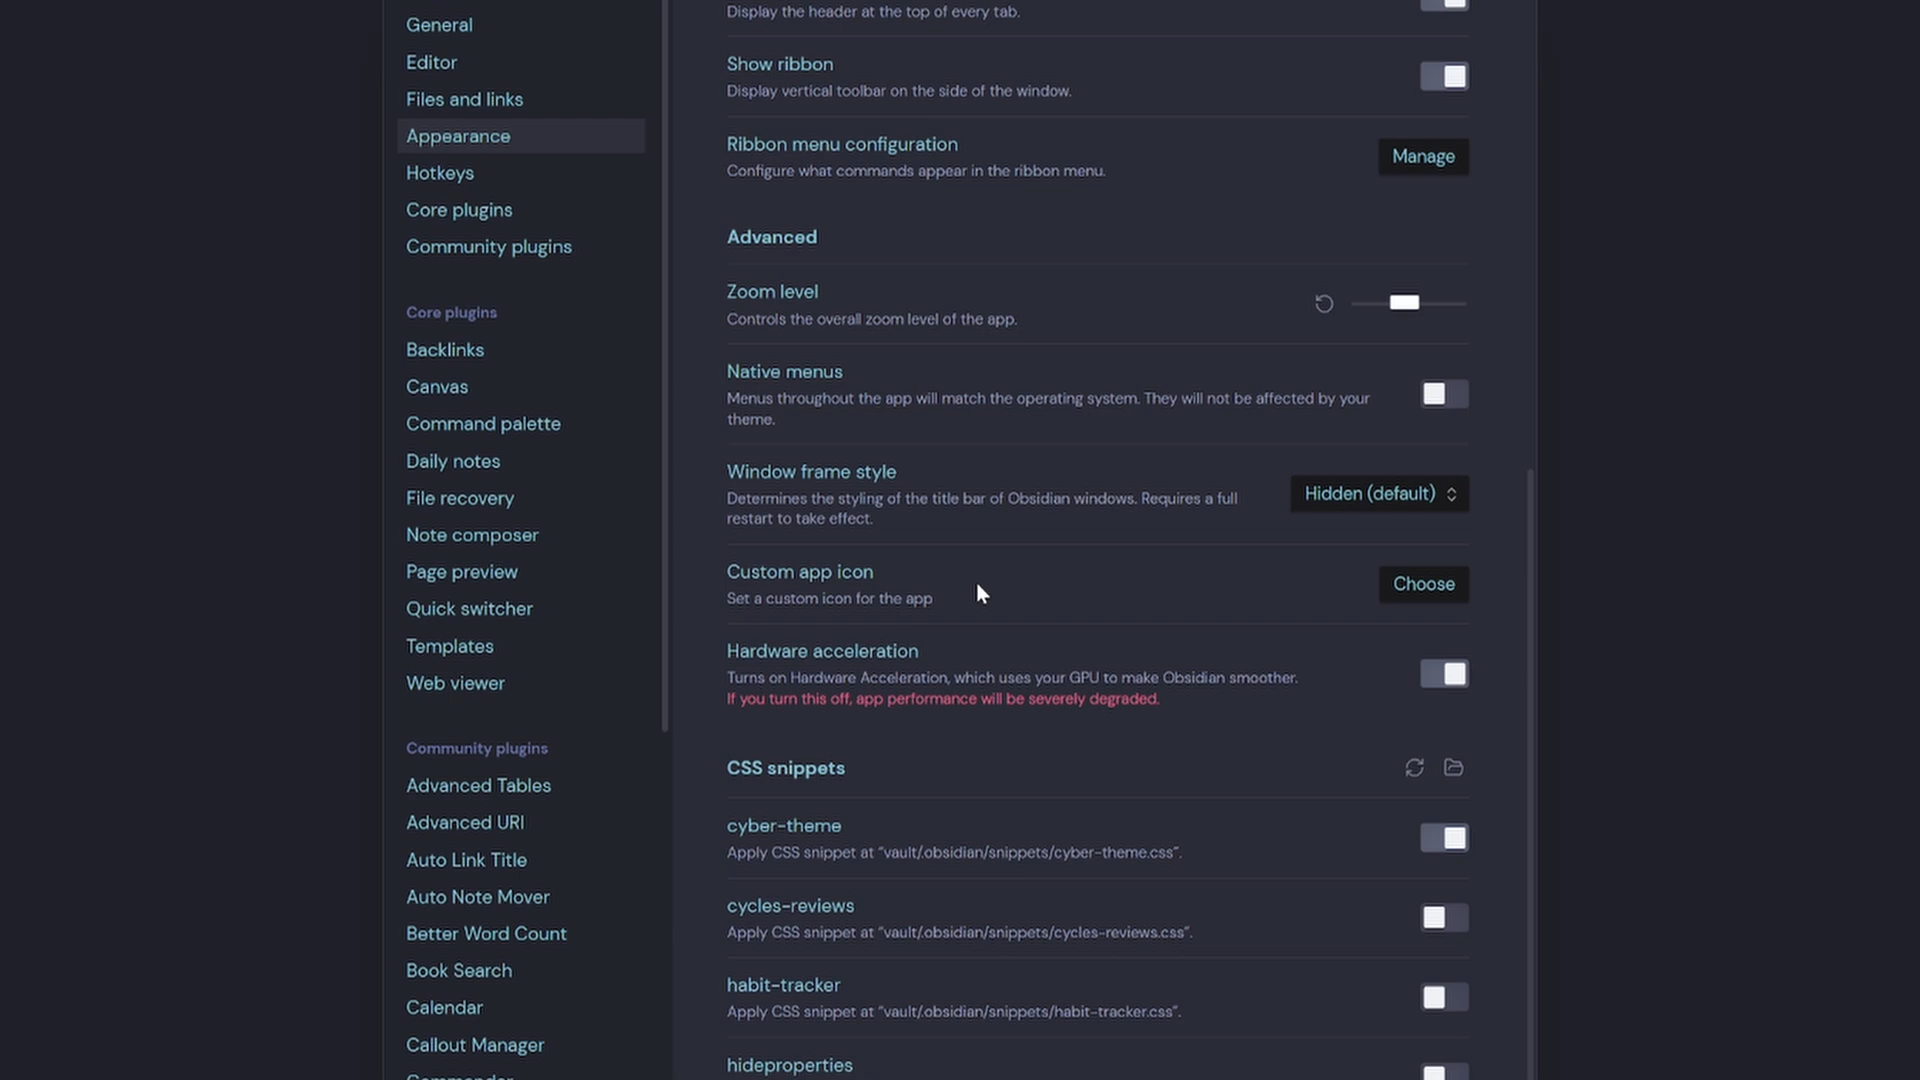 General
Editor
Files and links
Appearance
Hotkeys
Core plugins
Community plugins
Core plugins
Backlinks
Canvas
Command palette
Daily notes
File recovery
Note composer
Page preview
Quick switcher
Templates
Web viewer
Community plugins
Advanced Tables
Advanced URI
Auto Link Title
Auto Note Mover
Better Word Count
Book Search
Calendar
Callout Manager
Display the header at the top of every tab.
Show ribbon
Display vertical toolbar on the side of the window.
Ribbon menu configuration
Configure what commands appear in the ribbon menu.
Manage
Advanced
Zoom level
Controls the overall zoom level of the app.
Native menus
Menus throughout the app will match the operating system. They will not be affected by your
theme.
Window frame style
Determines the styling of the title bar of Obsidian windows. Requires a full
restart to take effect.
Hidden (default)
Custom app icon
Set a custom icon for the app
Choose
Hardware acceleration
Turns on Hardware Acceleration, which uses your GPU to make Obsidian smoother.
If you turn this off, app performance will be severely degraded.
CSS snippets
cyber-theme
Apply CSS snippet at “vault/.obsidian/snippets/cyber-theme.css”.
cycles-reviews
Apply CSS snippet at “vault/.obsidian/snippets/cycles-reviews.css”.
habit-tracker
Apply CSS snippet at “vault/.obsidian/snippets/habit-tracker.css”.
hideproperties